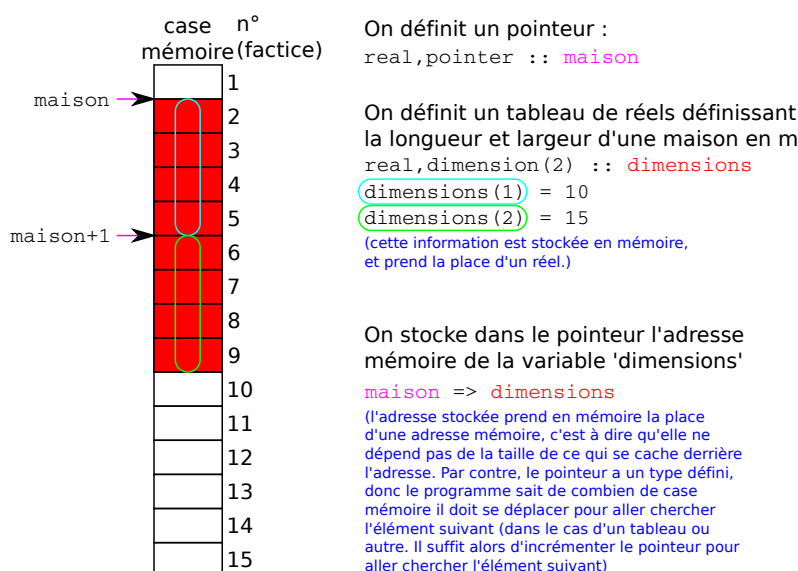 case n°
mémoire (factice)
1
maison
2
3
4
5
maison+1
6
7
8
9
10
11
12
13
14
15
On définit un pointeur :
real,pointer :: maison
On définit un tableau de réels définissant
la longueur et largeur d'une maison en m
real,dimension(2) :: dimensions
dimensions(1) = 10
dimensions(2) = 15
(cette information est stockée en mémoire,
et prend la place d'un réel.)
On stocke dans le pointeur l'adresse
mémoire de la variable 'dimensions'
maison => dimensions
(l'adresse stockée prend en mémoire la place
d'une adresse mémoire, c'est à dire qu'elle ne
dépend pas de la taille de ce qui se cache derrière
l'adresse. Par contre, le pointeur a un type défini,
donc le programme sait de combien de case
mémoire il doit se déplacer pour aller chercher
l'élément suivant (dans le cas d'un tableau ou
autre. Il suffit alors d'incrémenter le pointeur pour
aller chercher l'élément suivant)